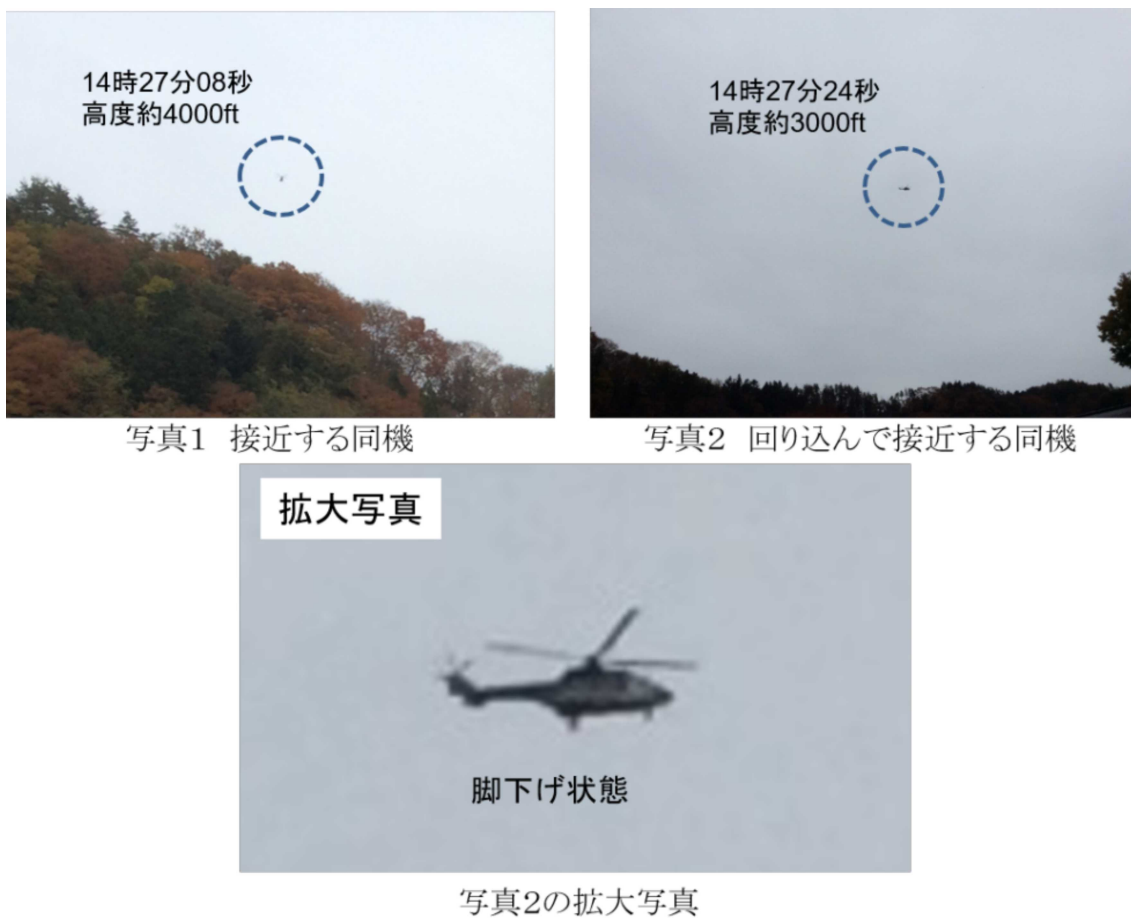 14時27分08秒
高度約4000ft
14時27分24秒
高度約3000ft
写真1 接近する同機
写真2 回り込んで接近する同機
拡大写真
脚下げ状態
写真2の拡大写真